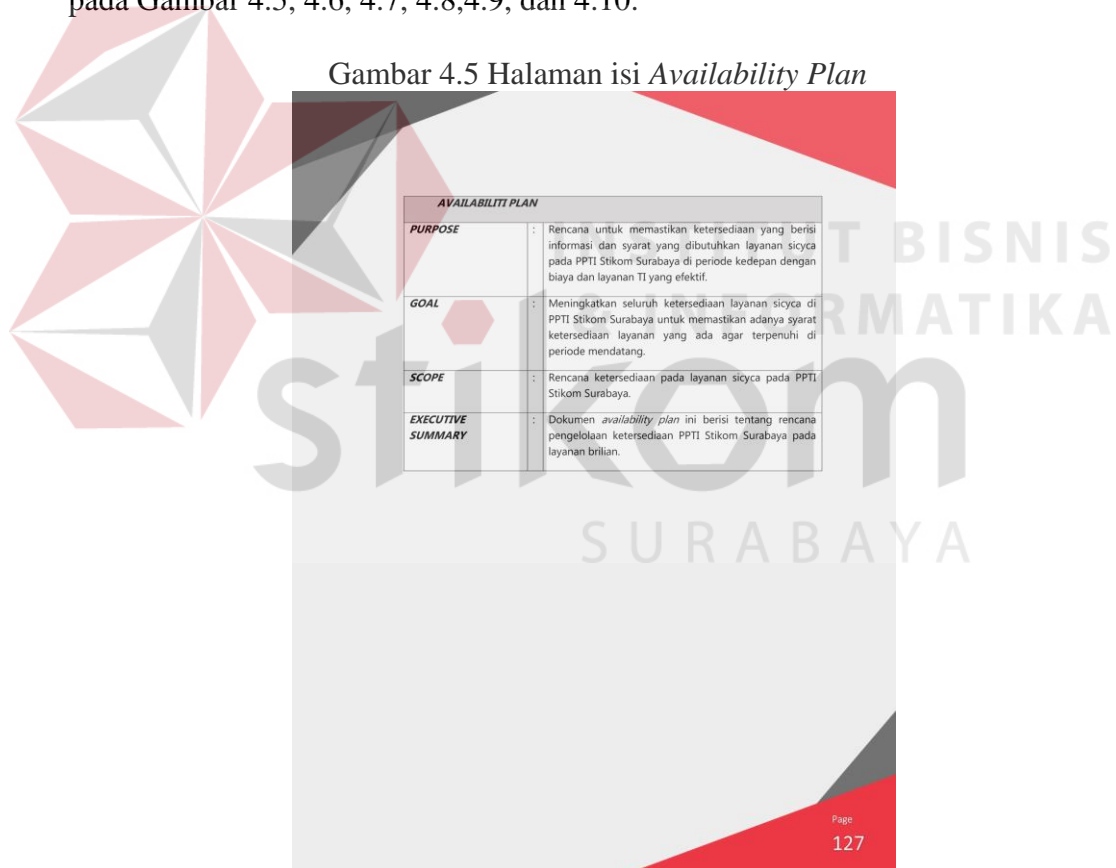 pada Gambar 4.5, 4.6, 4.7, 4.8,4.9, dan 4.10.
Gambar 4.5 Halaman isi Availability Plan
AVAILABILITI PLAN
PURPOSE : Rencana untuk memastikan ketersediaan yang berisi
informasi dan syarat yang dibutuhkan layanan sicyca
pada PPTI Stikom Surabaya di periode kedepan dengan
biaya dan layanan TI yang efektif.
GOAL : Meningkatkan seluruh ketersediaan layanan sicyca di
PPTI Stikom Surabaya untuk memastikan adanya syarat
ketersediaan layanan yang ada agar terpenuhi di
periode mendatang.
SCOPE : Rencana ketersediaan pada layanan sicyca pada PPTI
Stikom Surabaya.
EXECUTIVE : Dokumen availability plan ini berisi tentang rencana
SUMMARY pengelolaan ketersediaan PPTI Stikom Surabaya pada
layanan brilian.
INSTITUT BISNIS
& INFORMATIKA
stikom
SURABAYA
Page
127